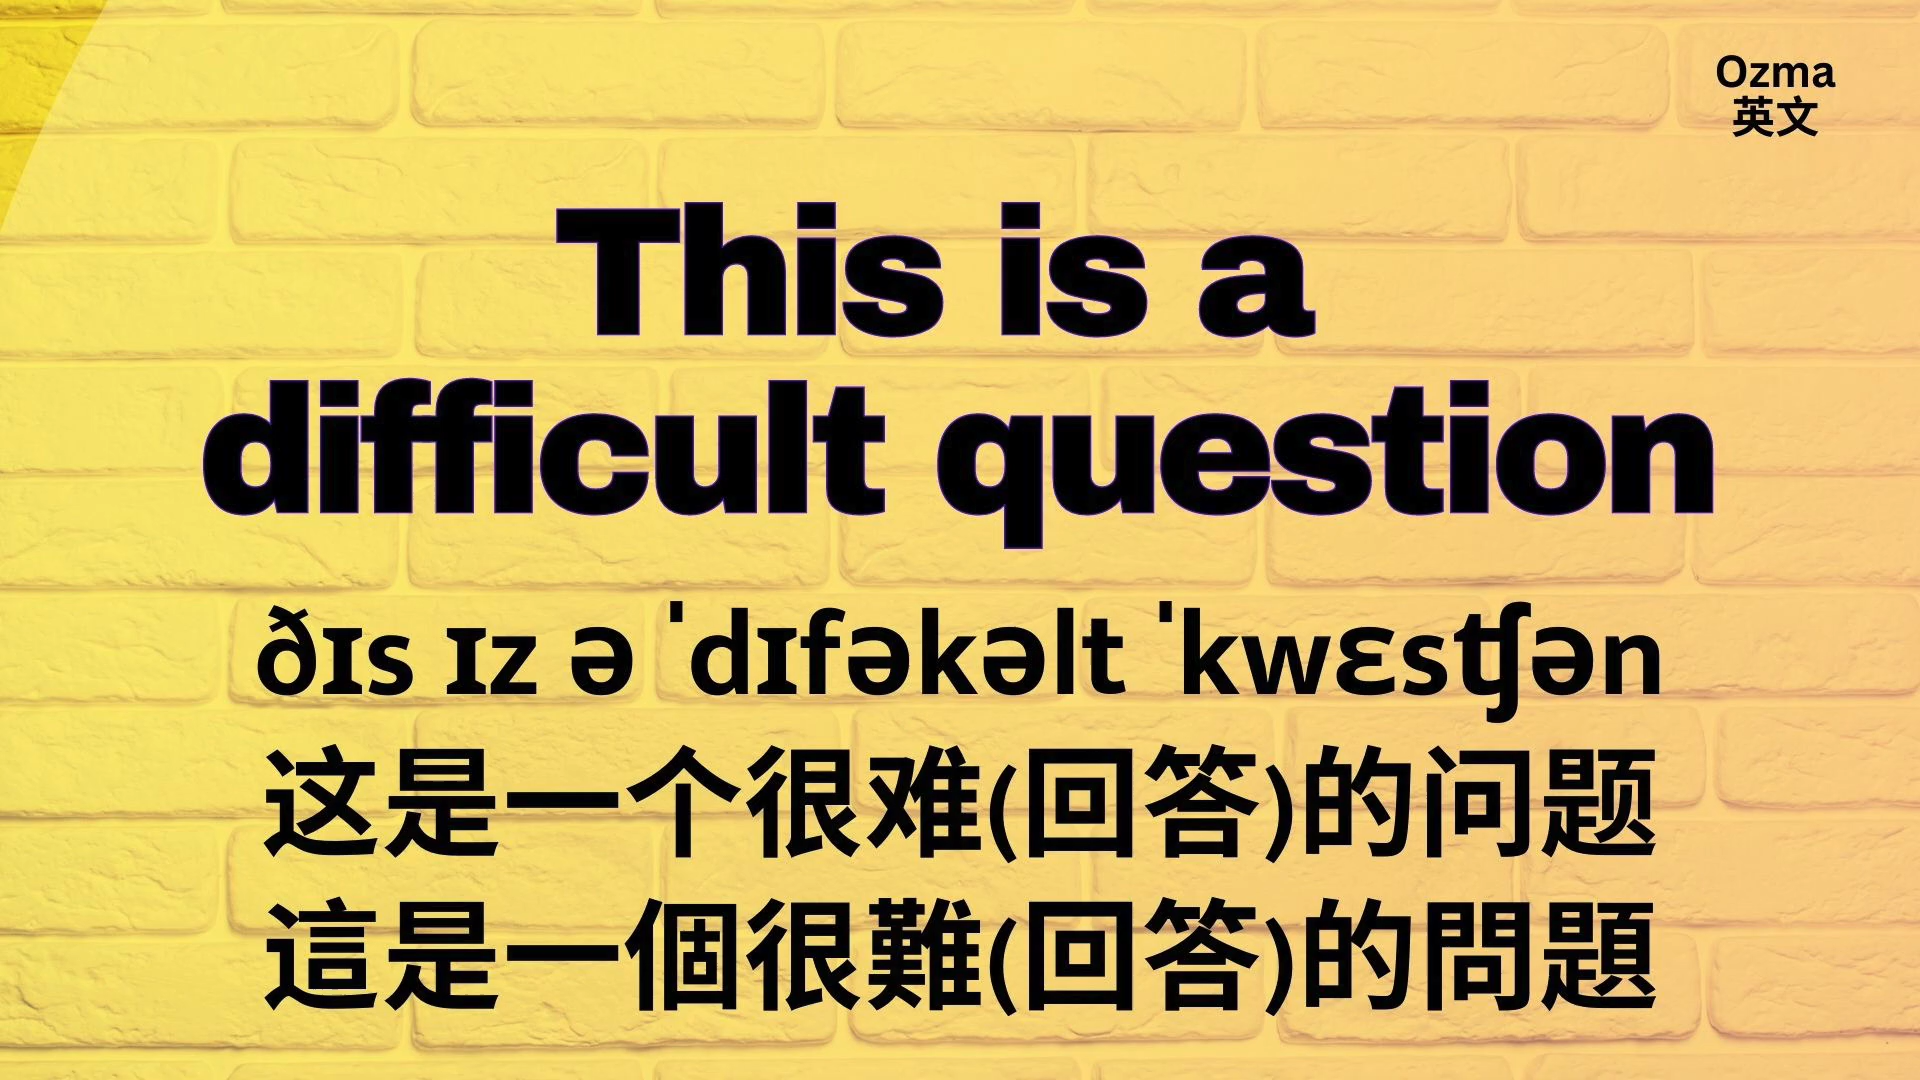 Ozma
英文
This is a
difficult question
ðɪs ɪz ə ˈdɪfəkəlt ˈkwɛsʧən
这是一个很难(回答)的问题
這是一個很難(回答)的問題